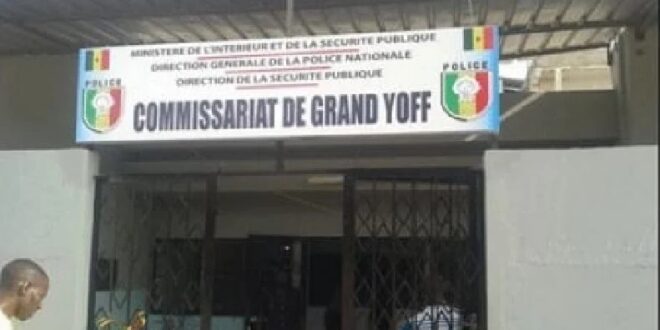 MINISTERE DE L'INTERIEUR ET DE LA SECURITE PUBLIQUE
DIRECTION GENERALE DE LA POLICE NATIONALE
DIRECTION DE LA SECURITE PUBLIQUE
POLICE
POLICE
COMMISSARIAT DE GRAND YOFF